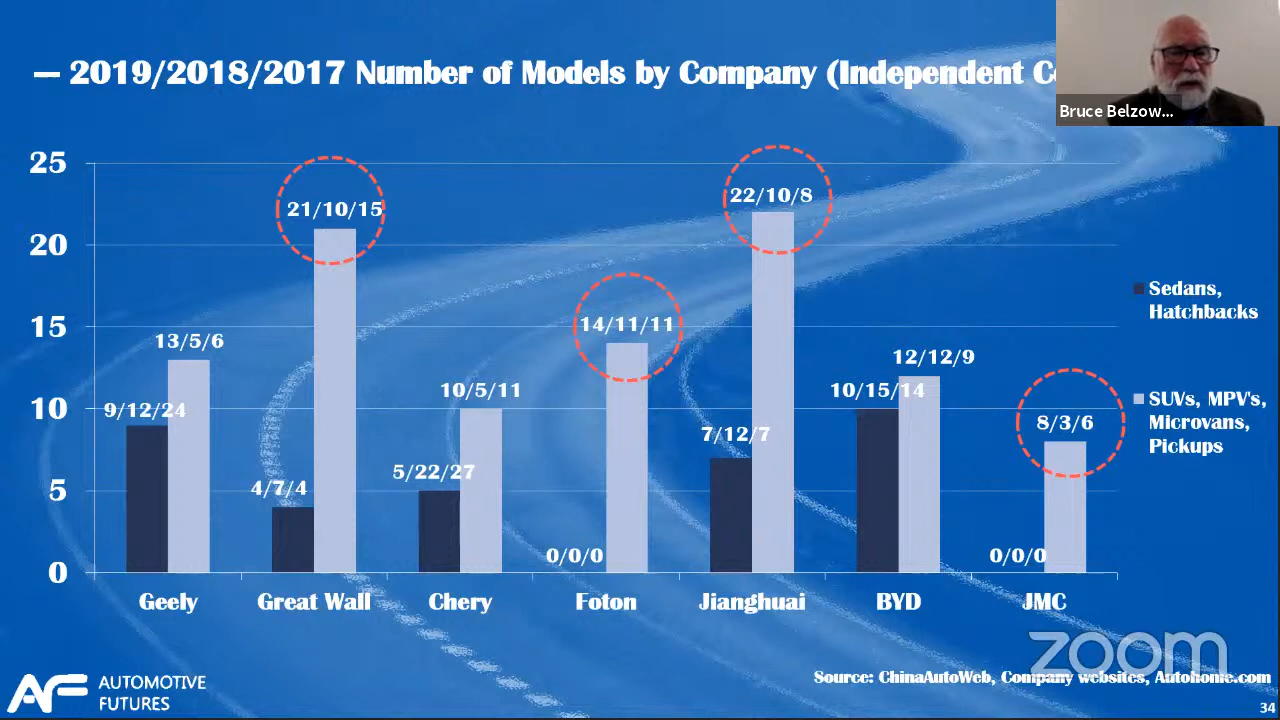 — 2019/2018/2017 Number of Models by Company (Independent
Bruce Belzow...
25
20
15
10
5
0
9/12/24
13/5/6
4/7/4
21/10/15
5/22/27
10/5/11
0/0/0
14/11/11
7/12/7
22/10/8
10/15/14
12/12/9
0/0/0
8/3/6
Geely
Great Wall
Chery
Foton
Jianghuai
BYD
JMC
Sedans,
Hatchbacks
SUVs, MPV's,
Microvans,
Pickups
zoom
Source: ChinaAutoWeb, Company websites, Autohome.com
AF AUTOMOTIVE
FUTURES
34